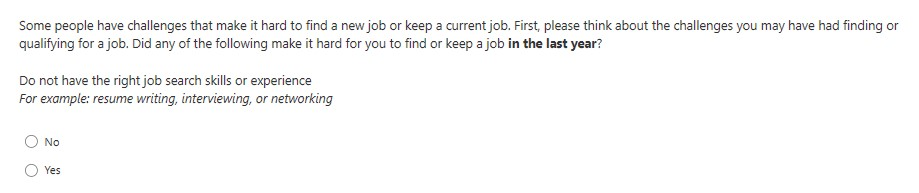 Some people have challenges that make it hard to find a new job or keep a current job. First, please think about the challenges you may have had finding or
qualifying for a job. Did any of the following make it hard for you to find or keep a job in the last year?
Do not have the right job search skills or experience
For example: resume writing, interviewing, or networking
No
Yes